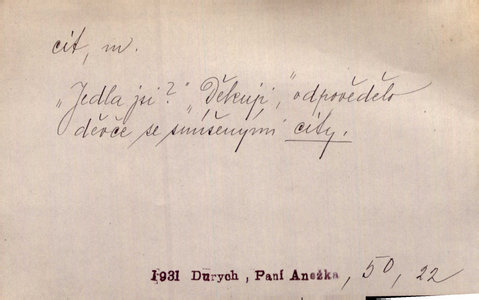 cit, m.
„Jedla jsi?" „Děkuji," odpovědělo
děvče se smíšenými city.
1931 Durych, Paní Anežka, 50, 22